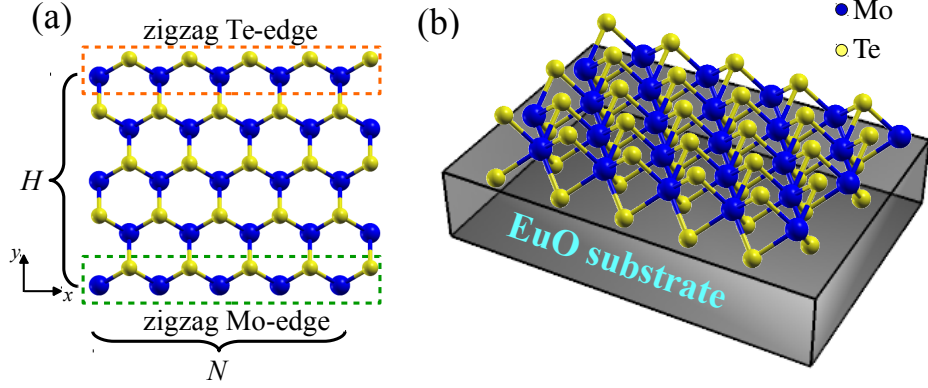 (a)
zigzag Te-edge
H
y
x
zigzag Mo-edge
N
(b)
Mo
Te
EuO substrate